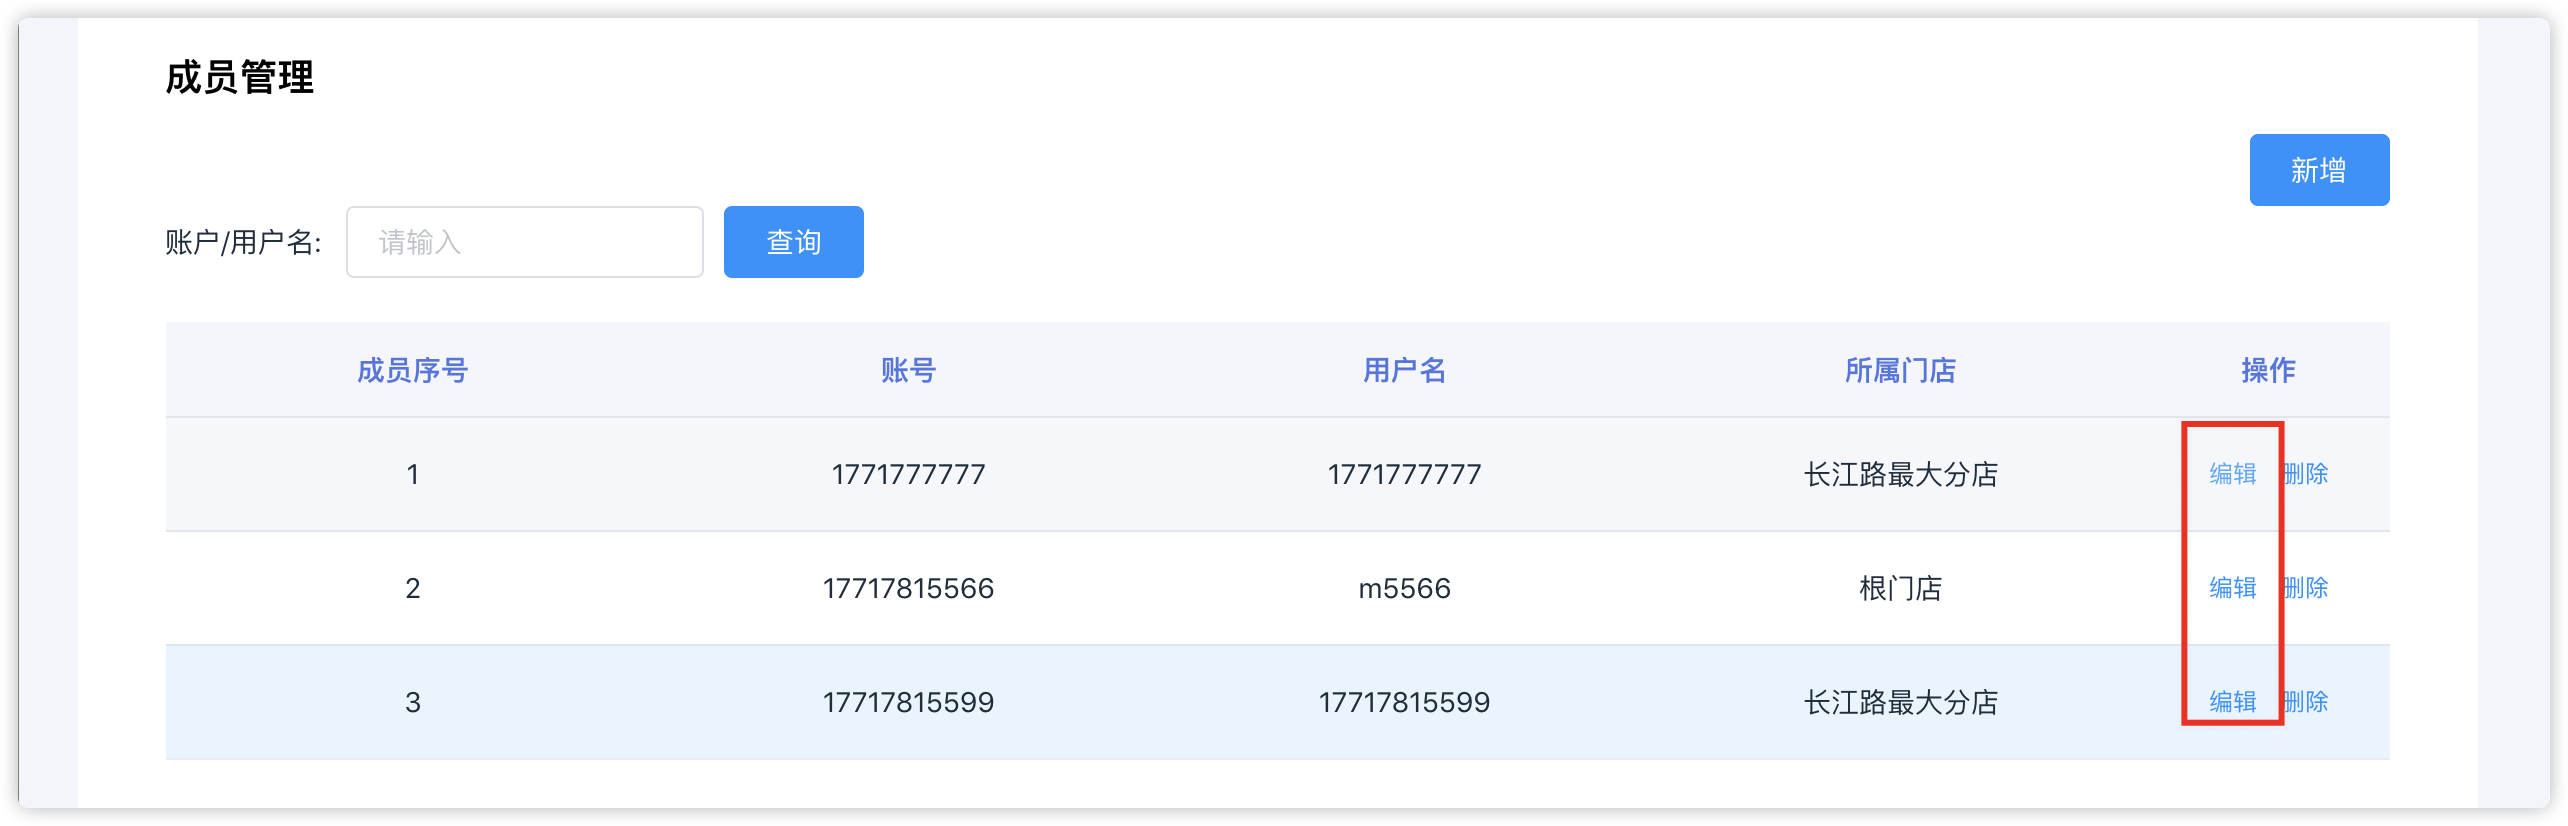 成员管理
新增
账户/用户名: 请输入 查询
成员序号 账号 用户名 所属门店 操作
1 1771777777 1771777777 长江路最大分店 编辑 删除
2 17717815566 m5566 根门店 编辑 删除
3 17717815599 17717815599 长江路最大分店 编辑 删除